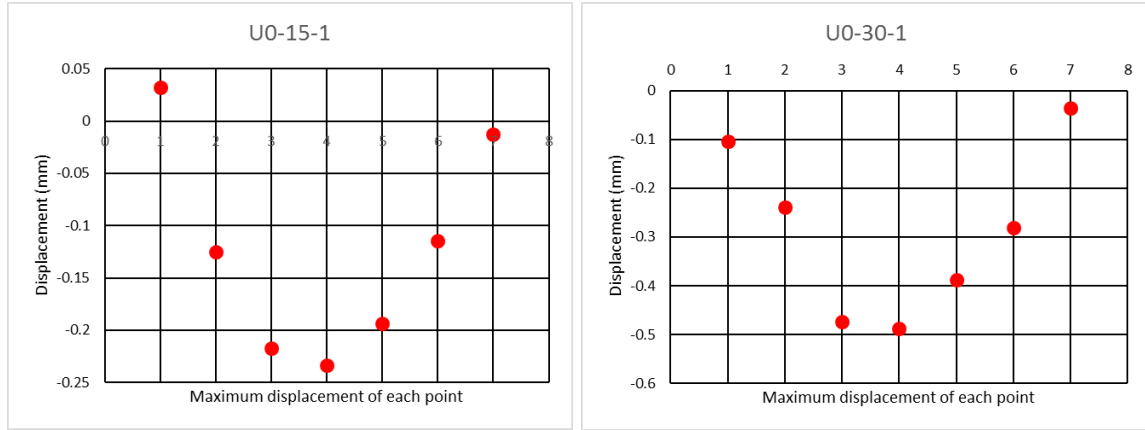 U0-15-1
0.05
0
0 1 2 3 4 5 6 7 8
-0.05
-0.1
-0.15
-0.2
-0.25
Displacement (mm)
Maximum displacement of each point
U0-30-1
0 1 2 3 4 5 6 7 8
0
-0.1
-0.2
-0.3
-0.4
-0.5
-0.6
Displacement (mm)
Maximum displacement of each point